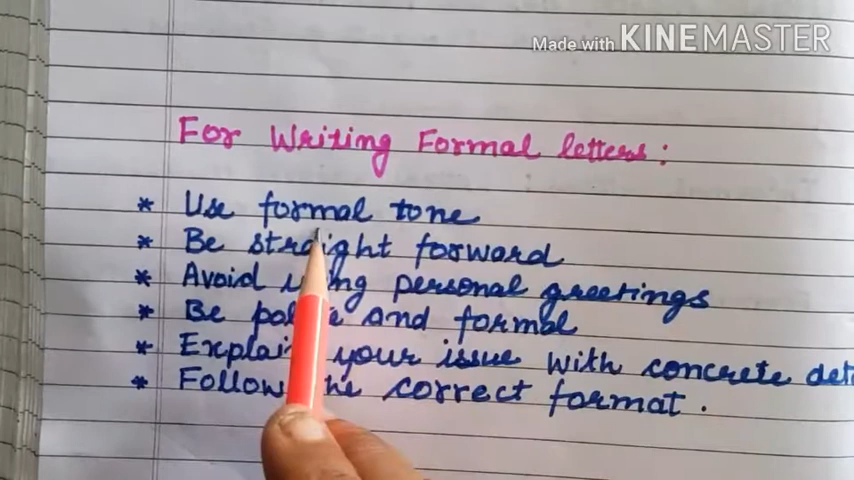 Made with KINEMASTER
For Writing Formal letters :
* Use formal tone
* Be straight forward
* Avoid using personal greetings
* Be polite and formal
* Explain your issue with concrete
* Follow the correct format .